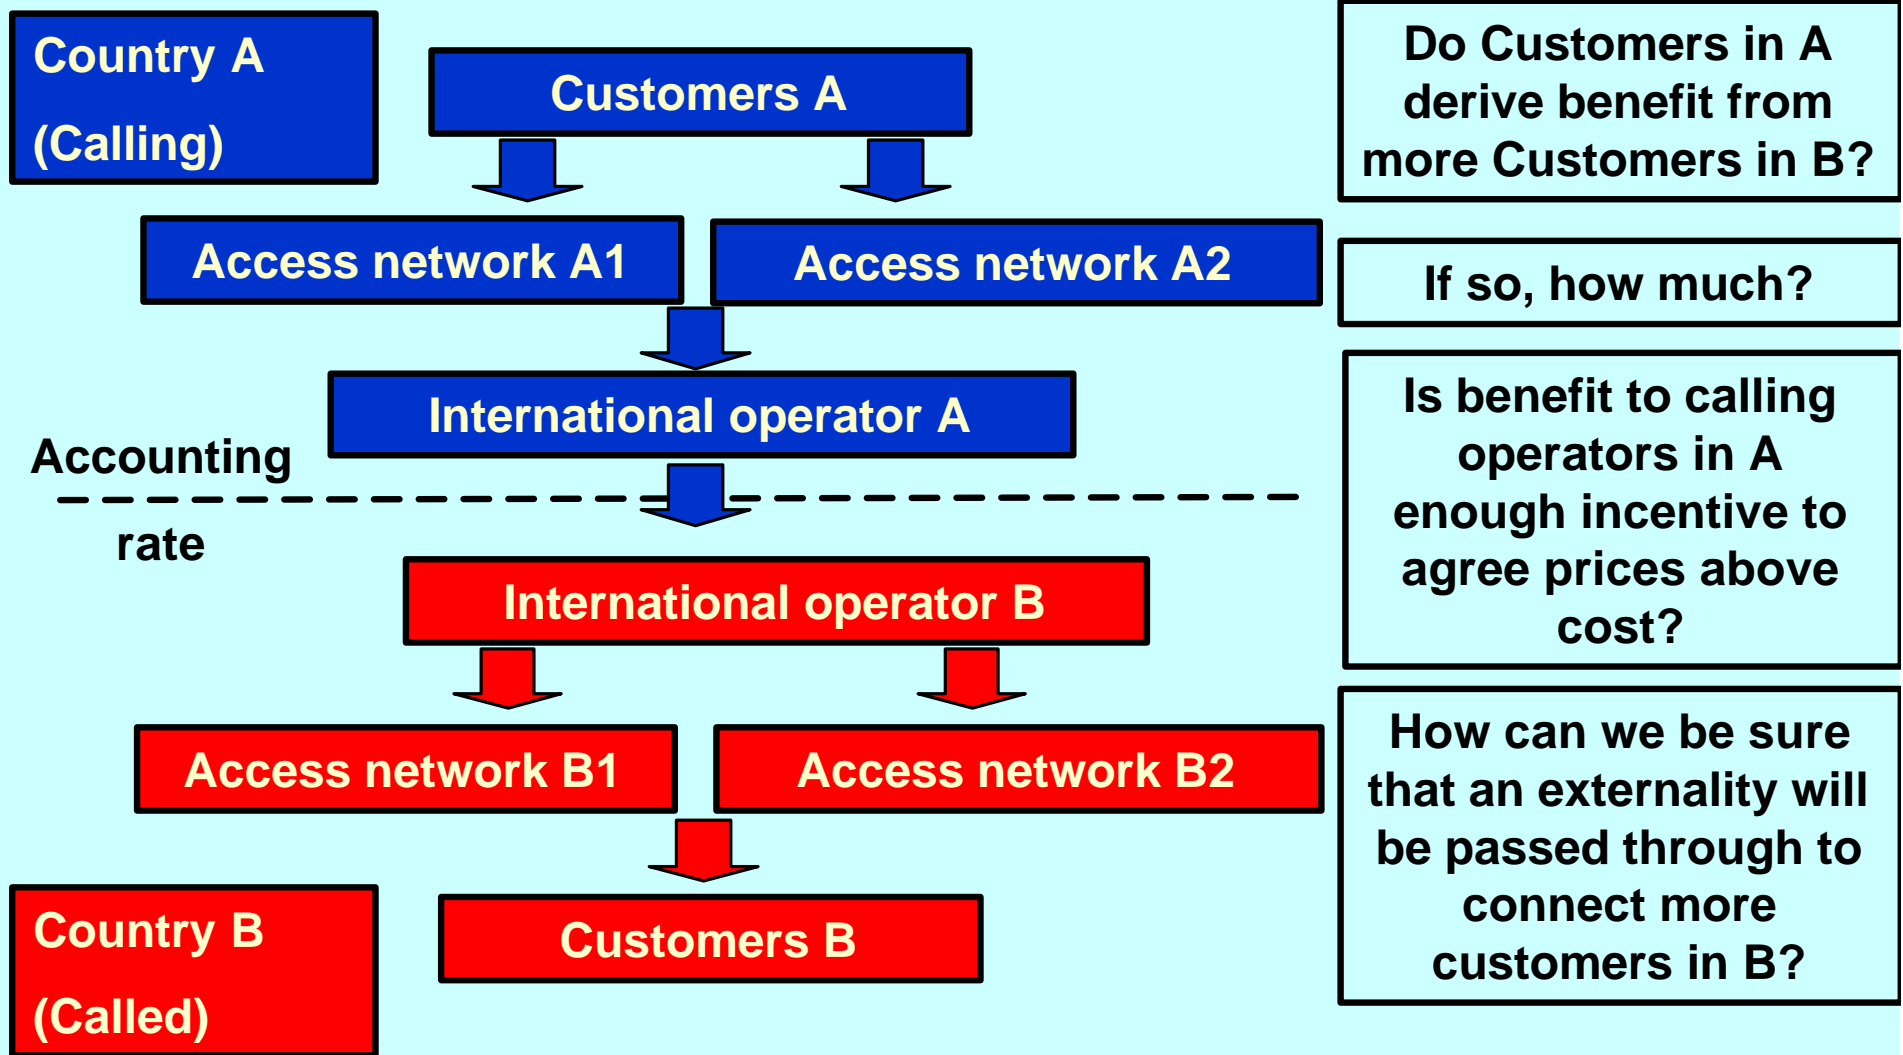 Country A
(Calling)
Customers A
Access network A1
Access network A2
International operator A
Accounting
rate
International operator B
Access network B1
Access network B2
Country B
(Called)
Customers B
Do Customers in A
derive benefit from
more Customers in B?
If so, how much?
Is benefit to calling
operators in A
enough incentive to
agree prices above
cost?
How can we be sure
that an externality will
be passed through to
connect more
customers in B?